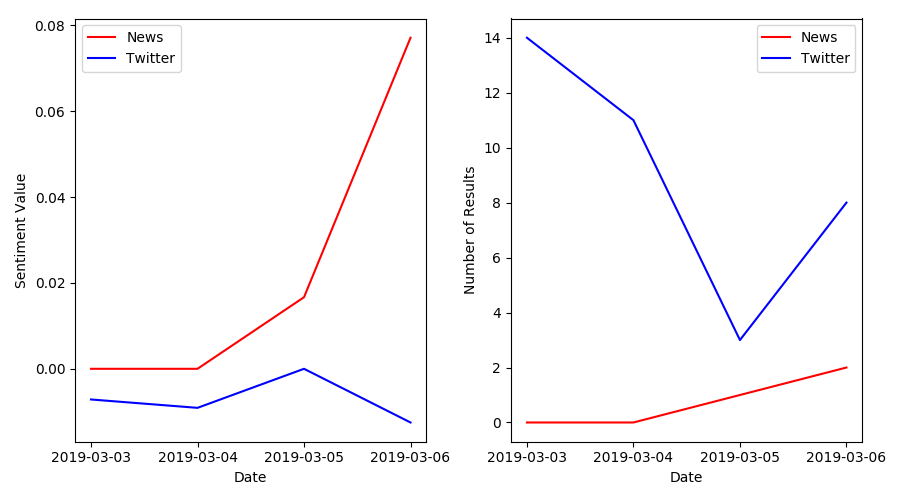 News
Twitter
0.08
0.06
0.04
0.02
0.00
Sentiment Value
2019-03-03
2019-03-04
2019-03-05
2019-03-06
Date
News
Twitter
14
12
10
8
6
4
2
0
Number of Results
2019-03-03
2019-03-04
2019-03-05
2019-03-06
Date